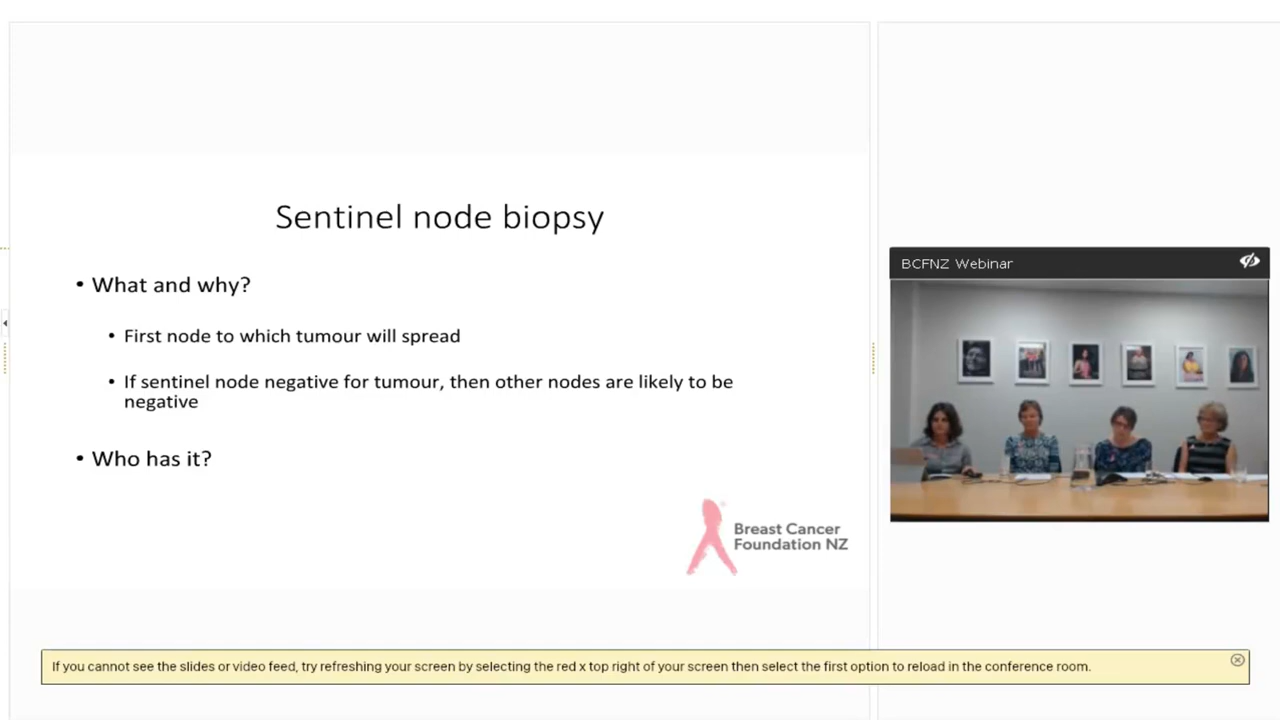 Sentinel node biopsy
• What and why?
• First node to which tumour will spread
• If sentinel node negative for tumour, then other nodes are likely to be
negative
• Who has it?
Breast Cancer
Foundation NZ
BCFNZ Webinar
If you cannot see the slides or video feed, try refreshing your screen by selecting the red x top right of your screen then select the first option to reload in the conference room.